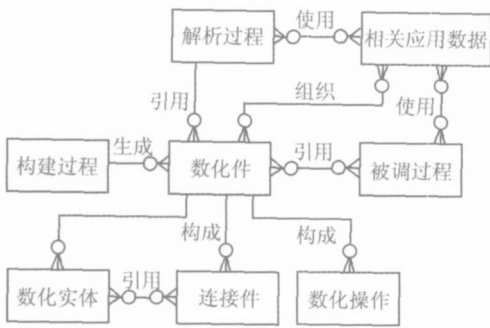 解析过程
使用
相关应用数据
组织
引用
使用
构建过程
生成
数化件
引用
被调过程
构成
构成
数化实体
引用
连接件
数化操作